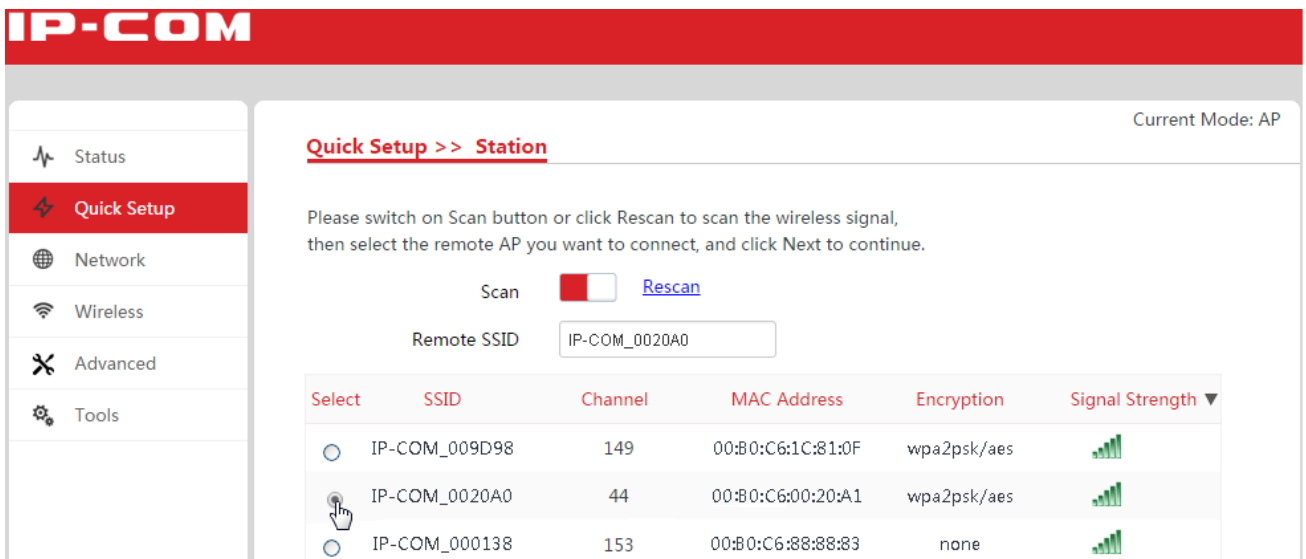 IP-COM
Current Mode: AP
Quick Setup >> Station
Status
Quick Setup
Network
Wireless
Advanced
Tools
Please switch on Scan button or click Rescan to scan the wireless signal,
then select the remote AP you want to connect, and click Next to continue.
Scan Rescan
Remote SSID IP-COM_0020A0
Select SSID Channel MAC Address Encryption Signal Strength ▼
IP-COM_009D98 149 00:B0:C6:1C:81:0F wpa2psk/aes
IP-COM_0020A0 44 00:B0:C6:00:20:A1 wpa2psk/aes
IP-COM_000138 153 00:B0:C6:88:88:83 none